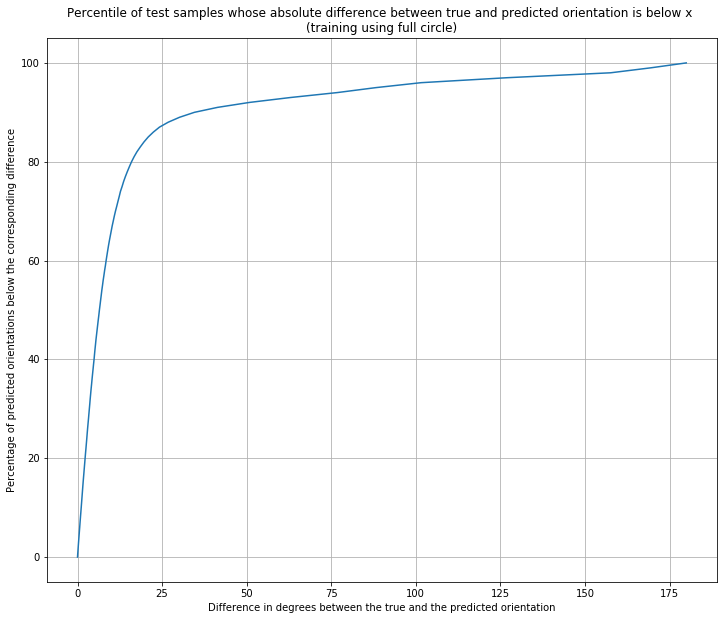 Percentile of test samples whose absolute difference between true and predicted orientation is below x
(training using full circle)
Percentage of predicted orientations below the corresponding difference
100
80
60
40
20
0
0 25 50 75 100 125 150 175
Difference in degrees between the true and the predicted orientation